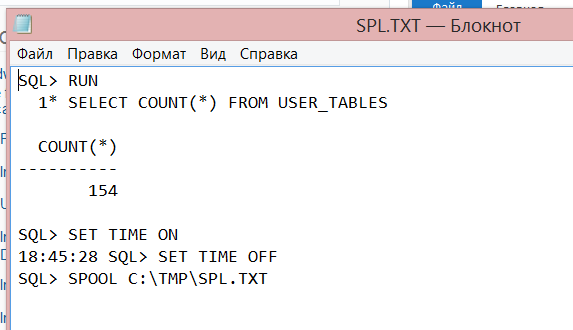 Файл
SPL.TXT — Блокнот
Файл Правка Формат Вид Справка
SQL> RUN
  1* SELECT COUNT(*) FROM USER_TABLES
  COUNT(*)
----------
       154
SQL> SET TIME ON
18:45:28 SQL> SET TIME OFF
SQL> SPOOL C:\TMP\SPL.TXT